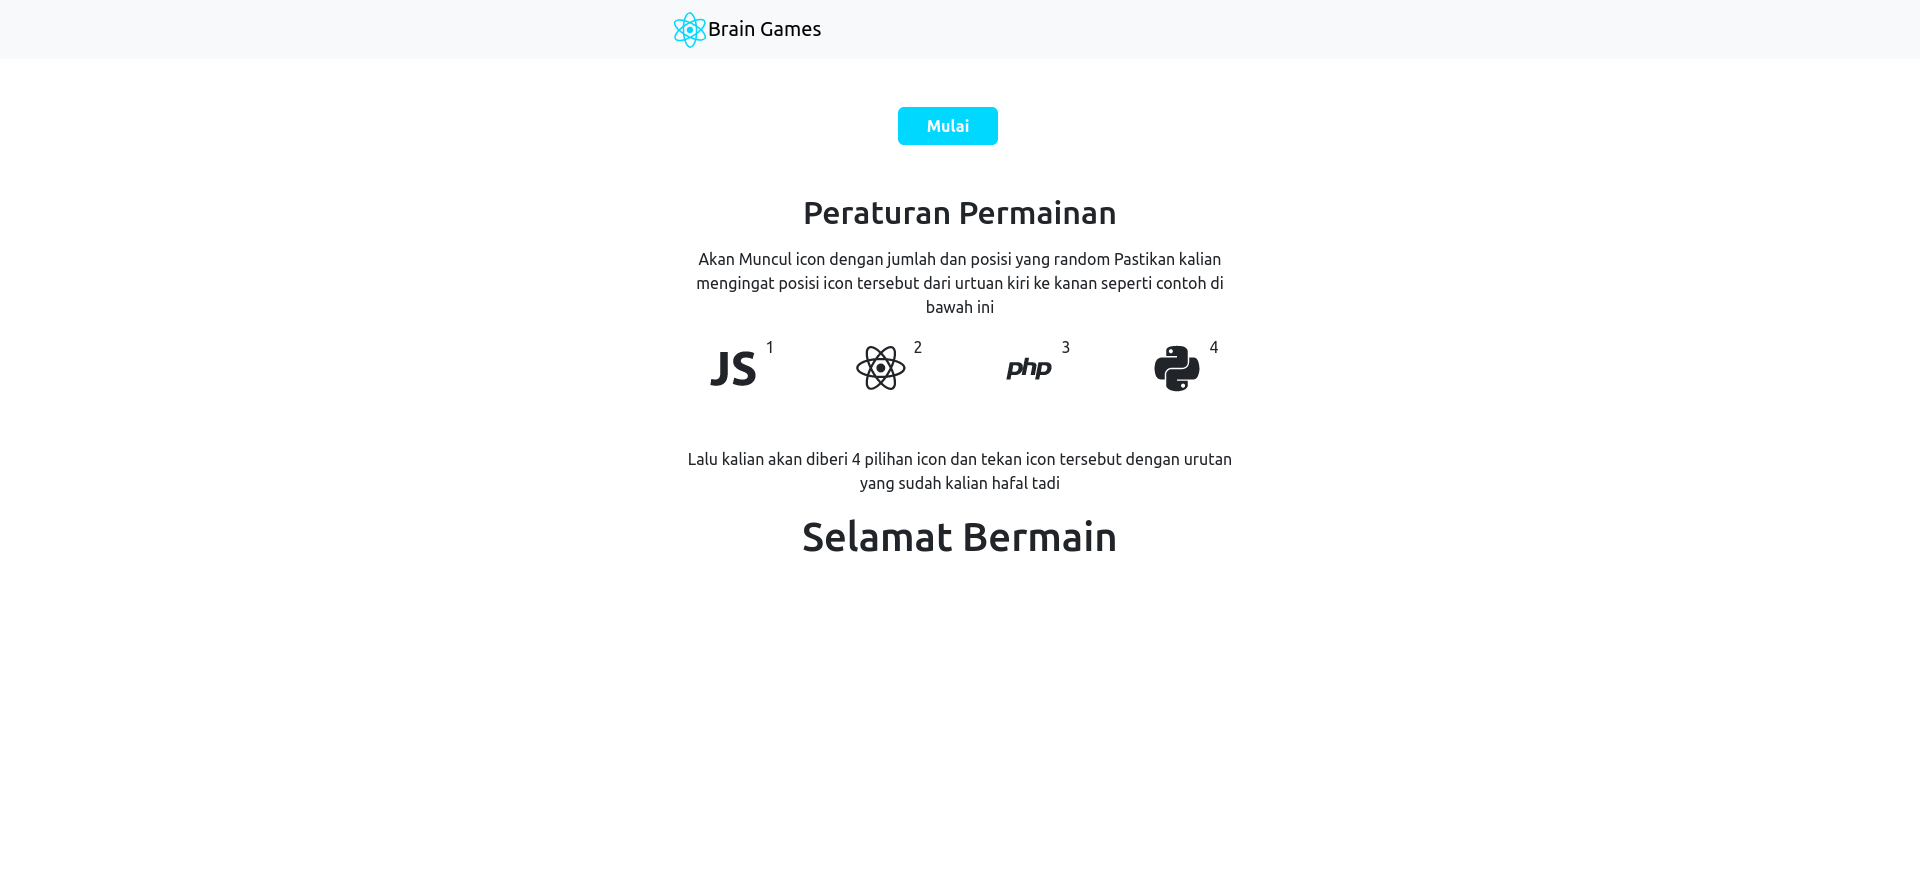 Brain Games
Mulai
Peraturan Permainan
Akan Muncul icon dengan jumlah dan posisi yang random Pastikan kalian
mengingat posisi icon tersebut dari urtuan kiri ke kanan seperti contoh di
bawah ini
JS 1 2 php 3 4
Lalu kalian akan diberi 4 pilihan icon dan tekan icon tersebut dengan urutan
yang sudah kalian hafal tadi
Selamat Bermain